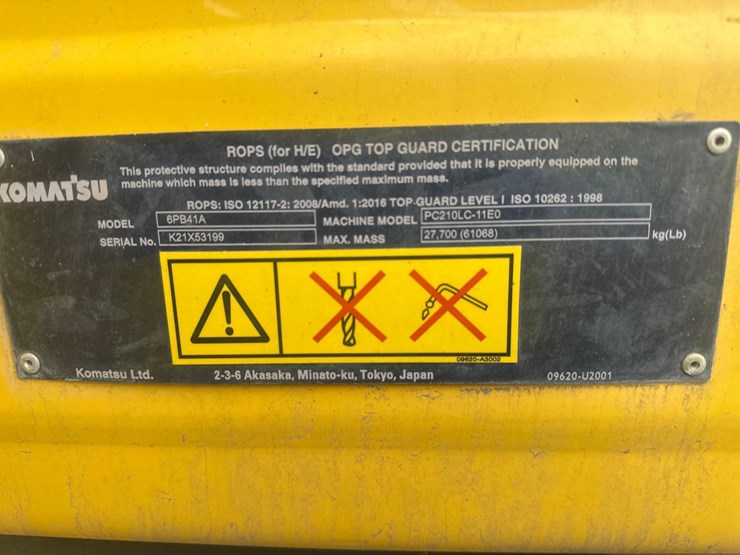 ROPS (for H/E) OPG TOP GUARD CERTIFICATION
KOMATSU
This protective structure complies with the standard provided that it is properly equipped on the
machine which mass is less than the specified maximum mass.
ROPS: ISO 12117-2: 2008/Amd. 1:2016 TOP GUARD LEVEL I ISO 10262 : 1998
MODEL 6PB41A MACHINE MODEL PC210LC-11E0
SERIAL No. K21X53199 MAX. MASS 27,700 (61068) kg(Lb)
09620-A3002
Komatsu Ltd. 2-3-6 Akasaka, Minato-ku, Tokyo, Japan 09620-U2001